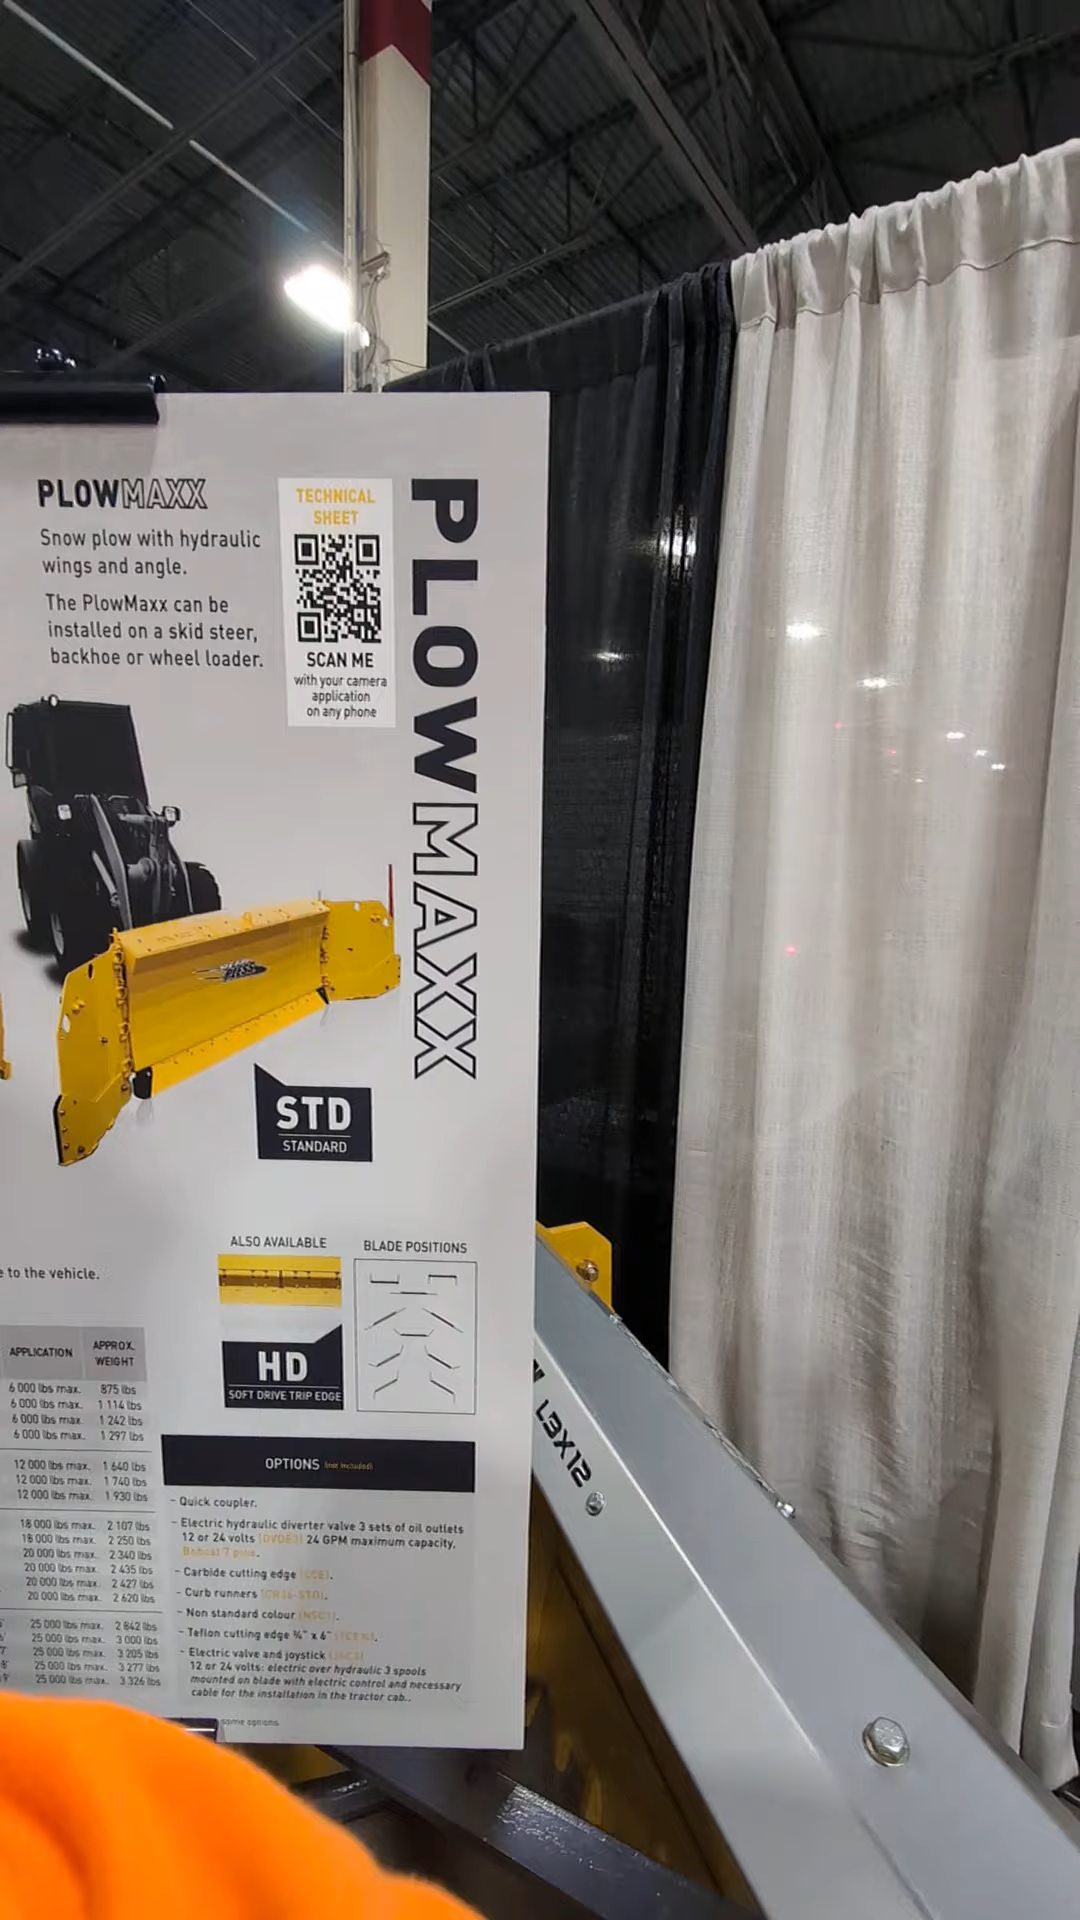 PLOWMAXX
Snow plow with hydraulic
wings and angle.
The PlowMaxx can be
installed on a skid steer,
backhoe or wheel loader.
TECHNICAL
SHEET
SCAN ME
with your camera
application
on any phone
PLOWMAXX
STD
STANDARD
e to the vehicle.
ALSO AVAILABLE
HD
SOFT DRIVE TRIP EDGE
BLADE POSITIONS
APPLICATION APPROX. WEIGHT
6 000 lbs max. 875 lbs
6 000 lbs max. 1 114 lbs
6 000 lbs max. 1 242 lbs
6 000 lbs max. 1 297 lbs
12 000 lbs max. 1 640 lbs
12 000 lbs max. 1 740 lbs
12 000 lbs max. 1 930 lbs
18 000 lbs max. 2 107 lbs
18 000 lbs max. 2 250 lbs
20 000 lbs max. 2 340 lbs
20 000 lbs max. 2 435 lbs
20 000 lbs max. 2 427 lbs
20 000 lbs max. 2 620 lbs
25 000 lbs max. 2 842 lbs
25 000 lbs max. 3 000 lbs
25 000 lbs max. 3 205 lbs
25 000 lbs max. 3 277 lbs
25 000 lbs max. 3 326 lbs
OPTIONS (not included)
- Quick coupler.
- Electric hydraulic diverter valve 3 sets of oil outlets
12 or 24 volts 24 GPM maximum capacity,
Bobcat 7 pins.
- Carbide cutting edge
- Curb runners (CR16-STD).
- Non standard colour (NSC1).
- Teflon cutting edge ¾" x 6"
- Electric valve and joystick
12 or 24 volts: electric over hydraulic 3 spools
mounted on blade with electric control and necessary
cable for the installation in the tractor cab..
some options.
L3X12